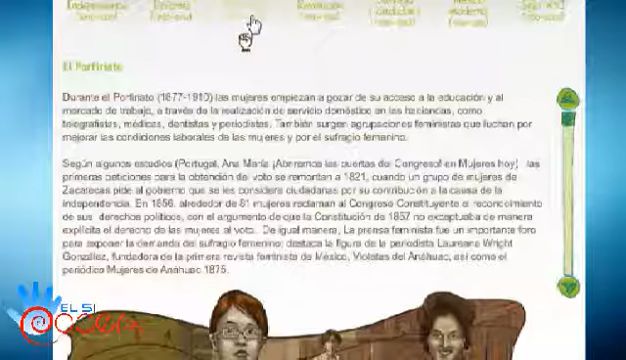 El Porfiriato
Durante el Porfiriato (1877-1910) las mujeres empiezan a gozar de su acceso a la educación y al
mercado de trabajo, a través de la realización de servicio doméstico en las haciendas, como
telegrafistas, médicas, dentistas y periodistas. También surgen agrupaciones feministas que luchan por
mejorar las condiciones laborales de las mujeres y por el sufragio femenino.
Según algunos estudios (Portugal, Ana María ¡Abriremos las puertas del Congreso! en Mujeres hoy) las
primeras peticiones para la obtención del voto se remontan a 1821, cuando un grupo de mujeres de
Zacatecas pide al gobierno que se les considere ciudadanas por su contribución a la causa de la
independencia. En 1856, alrededor de 81 mujeres reclaman al Congreso Constituyente el reconocimiento
de sus derechos políticos, con el argumento de que la Constitución de 1857 no exceptuaba de manera
explícita el derecho de las mujeres al voto. De igual manera, La prensa feminista fue un importante foro
para exponer la demanda del sufragio femenino; destaca la figura de la periodista Laureana Wright
González, fundadora de la primera revista feminista de México, Violetas del Anáhuac, así como el
periódico Mujeres de Anáhuac 1875.
EL SI